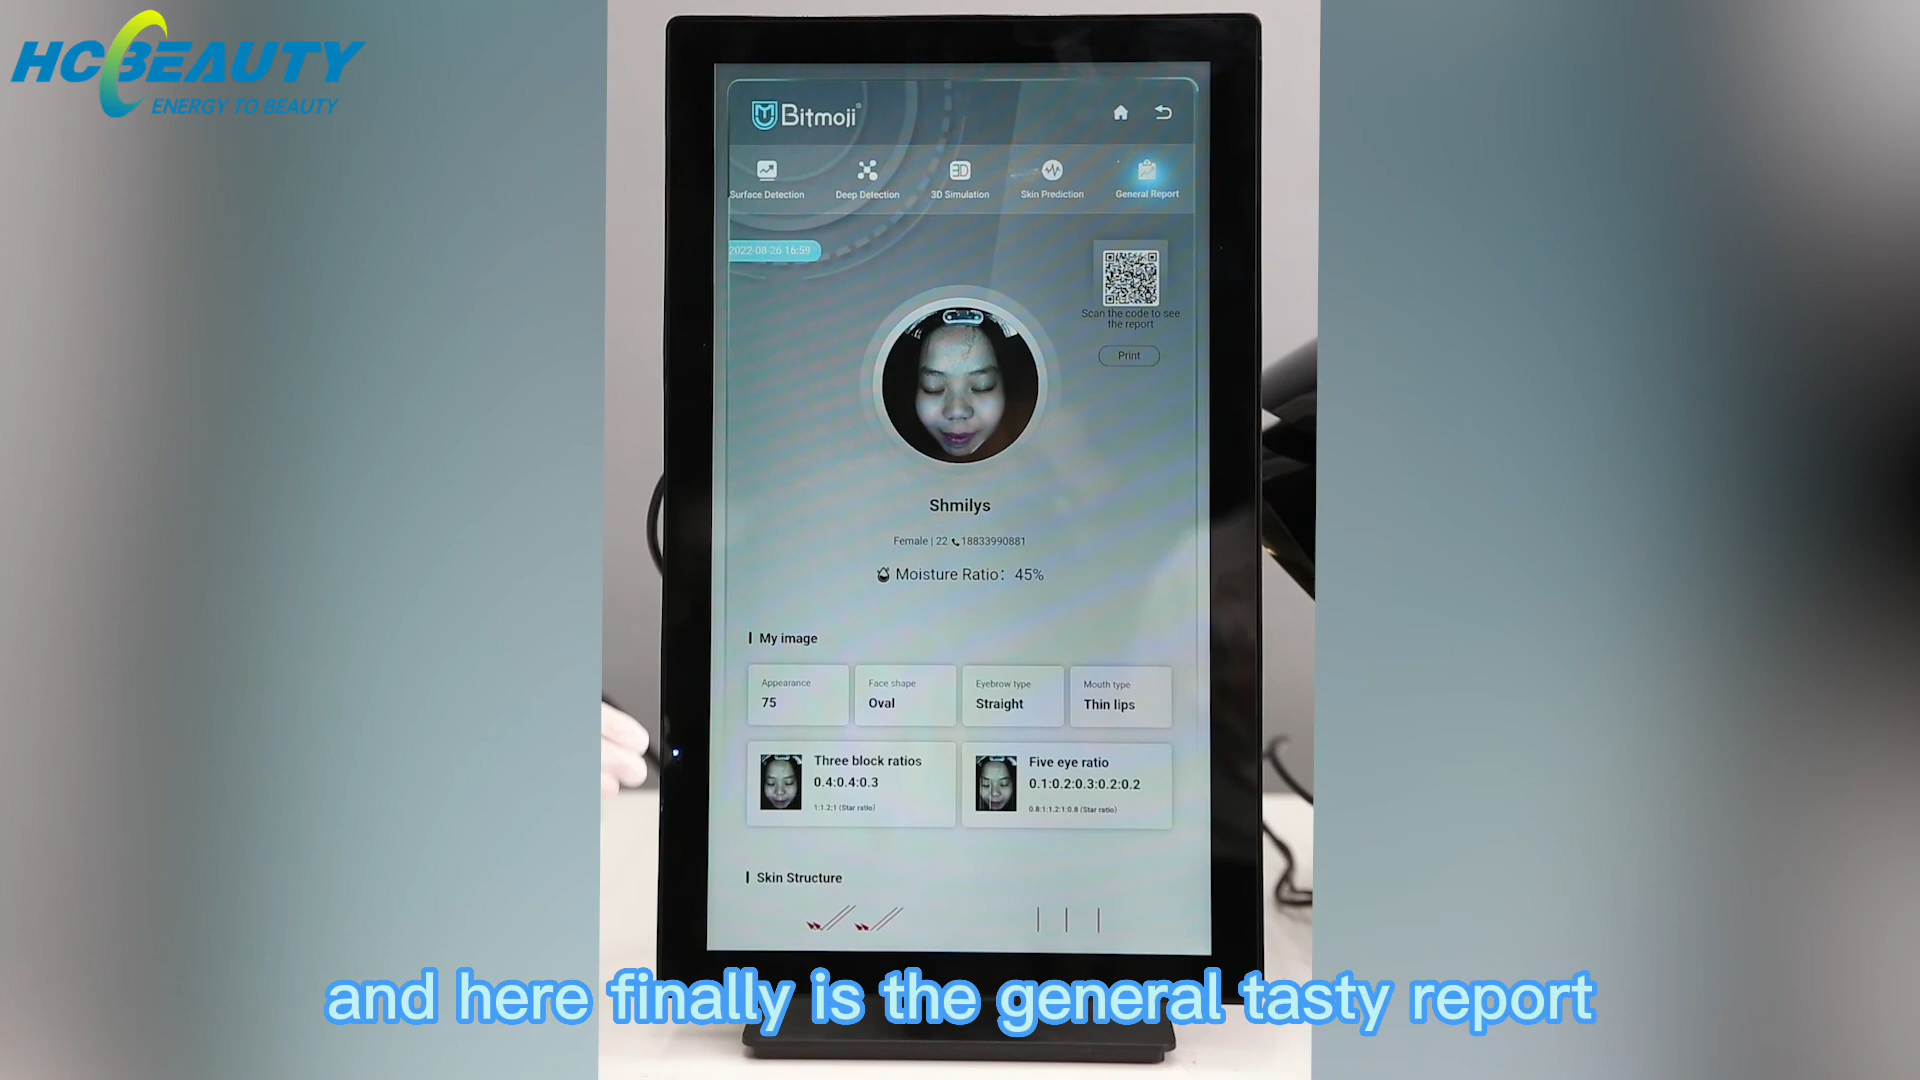 HCBEAUTY
ENERGY TO BEAUTY
Bitmoji
Surface Detection
Deep Detection
3D
3D Simulation
Skin Prediction
General Report
2022-08-26 16:59
Scan the code to see
the report
Print
Shmilys
Female | 22 18833990881
Moisture Ratio: 45%
My image
Appearance
75
Face shape
Oval
Eyebrow type
Straight
Mouth type
Thin lips
Three block ratios
0.4:0.4:0.3
1:1.2:1 (Star ratio)
Five eye ratio
0.1:0.2:0.3:0.2:0.2
0.8:1:1.2:1:0.8 (Star ratio)
Skin Structure
and here finally is the general tasty report